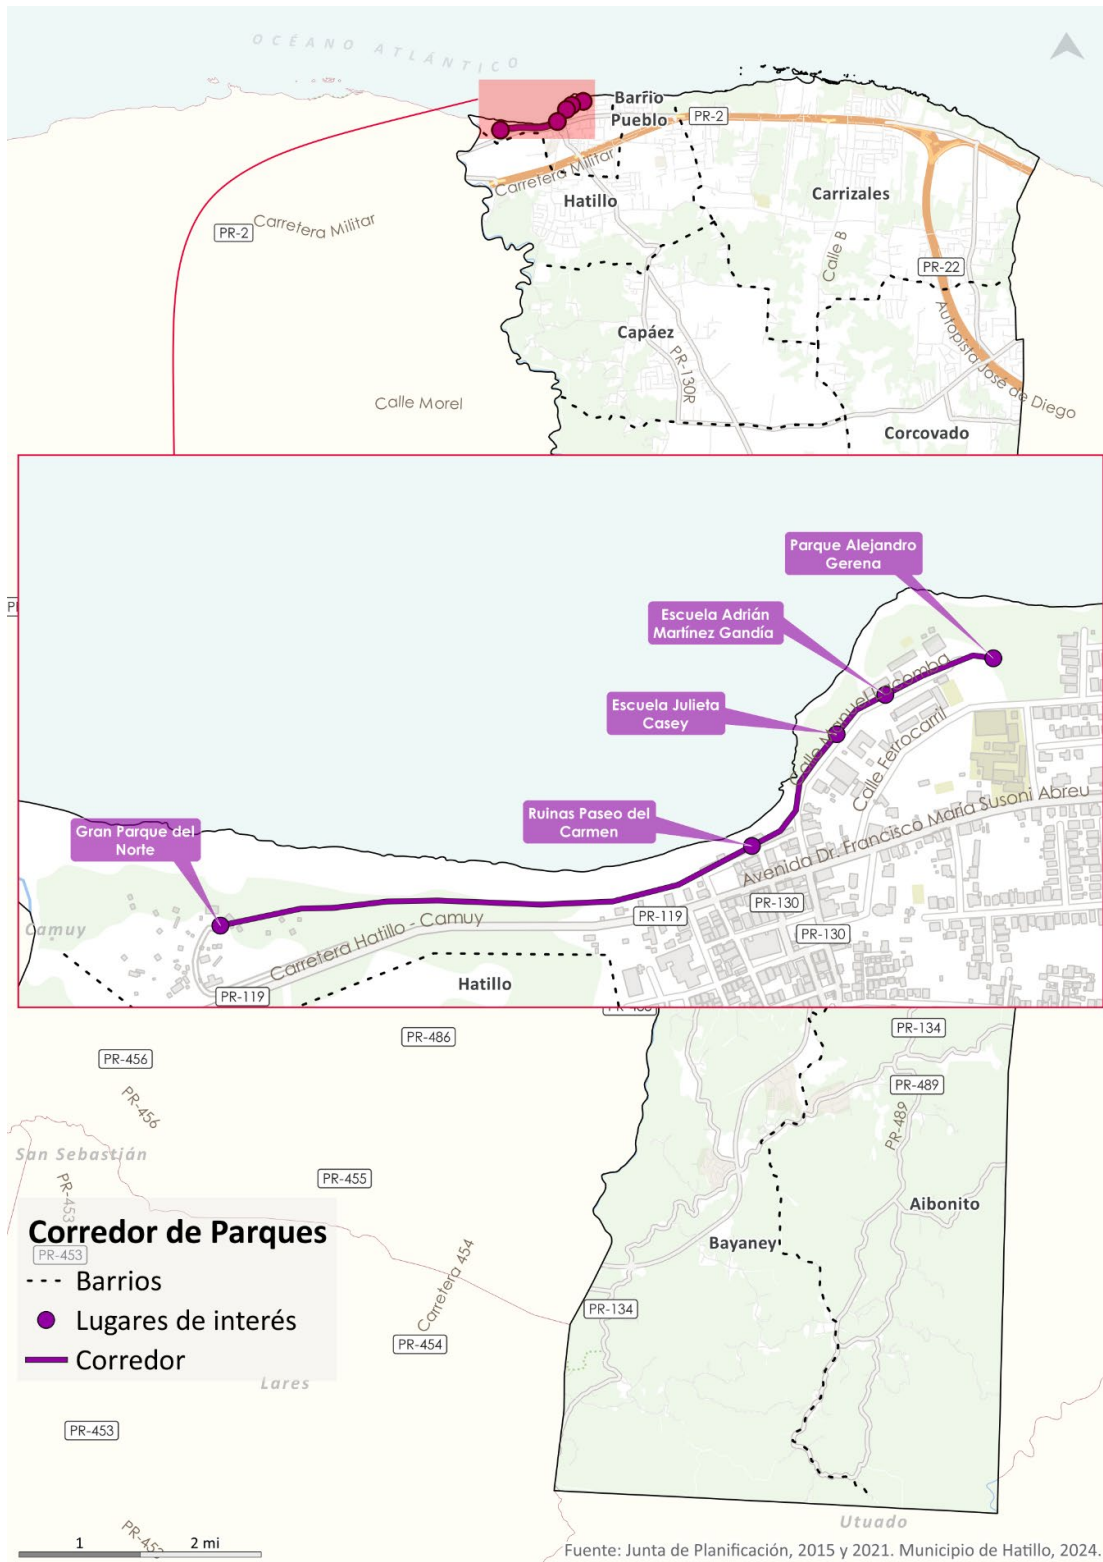 OCÉANO ATLÁNTICO
Barrio
Pueblo
PR-2
Carretera Militar
Hatillo
Carrizales
PR-2
Carretera Militar
Calle B
PR-22
Capáez
PR-130R
Autopista José de Diego
Calle Morel
Corcovado
Parque Alejandro
Gerena
Escuela Adrián
Martínez Gandía
Escuela Julieta
Casey
Calle Ferrocarril
Ruinas Paseo del
Carmen
Gran Parque del
Norte
Avenida Dr. Francisco María Susoni Abreu
PR-130
PR-119
PR-130
Camuy
Carretera Hatillo - Camuy
Hatillo
PR-119
PR-486
PR-134
PR-456
PR-489
PR-456
PR-489
San Sebastián
PR-455
PR-453
Aibonito
Corredor de Parques
Bayaney
PR-453
Barrios
Carretera 454
PR-134
Lugares de interés
PR-454
Corredor
Lares
PR-453
Utuado
1
2 mi
Fuente: Junta de Planificación, 2015 y 2021. Municipio de Hatillo, 2024.